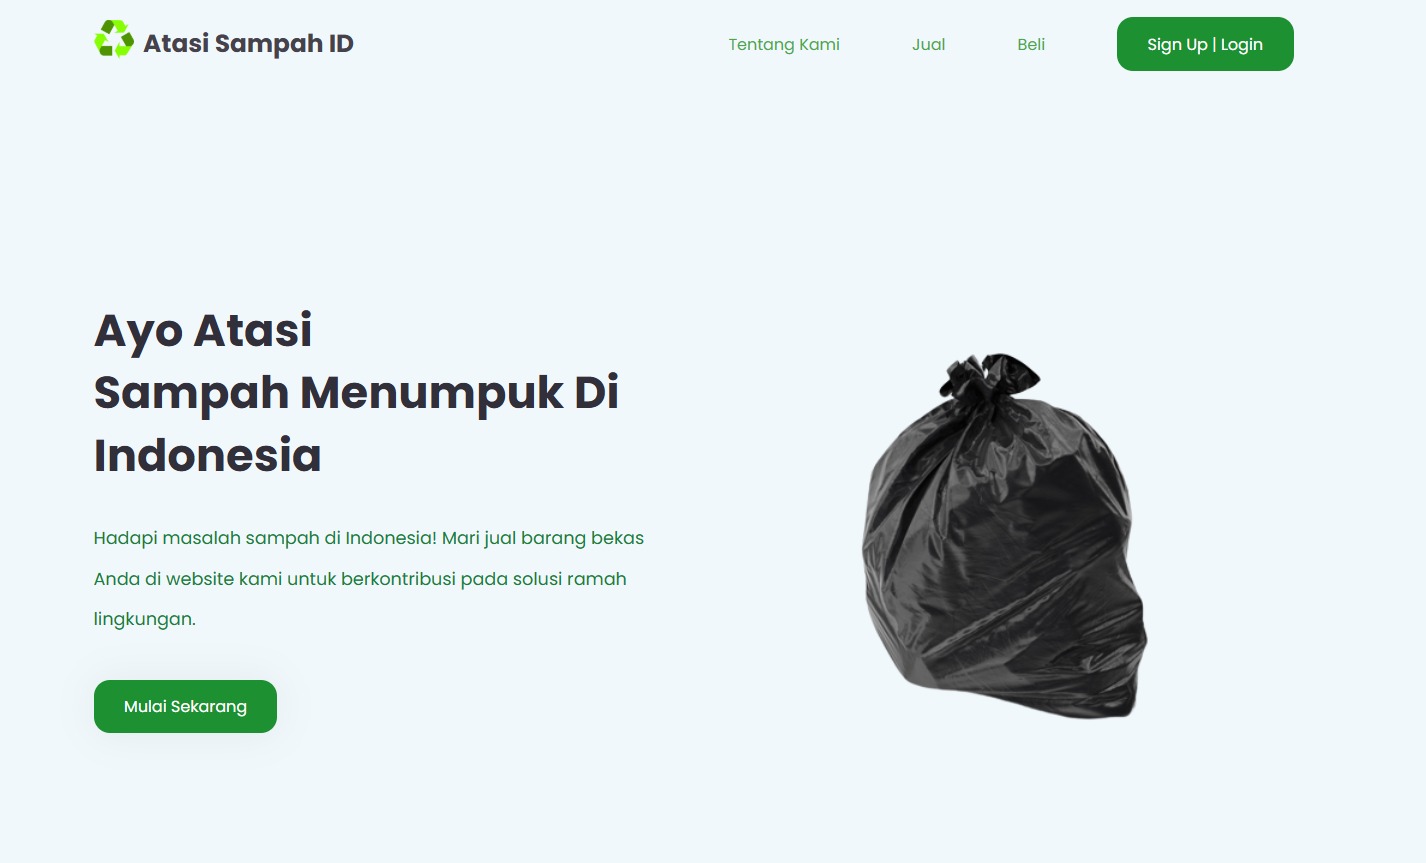 Atasi Sampah ID
Tentang Kami
Jual
Beli
Sign Up | Login
Ayo Atasi
Sampah Menumpuk Di
Indonesia
Hadapi masalah sampah di Indonesia! Mari jual barang bekas
Anda di website kami untuk berkontribusi pada solusi ramah
lingkungan.
Mulai Sekarang